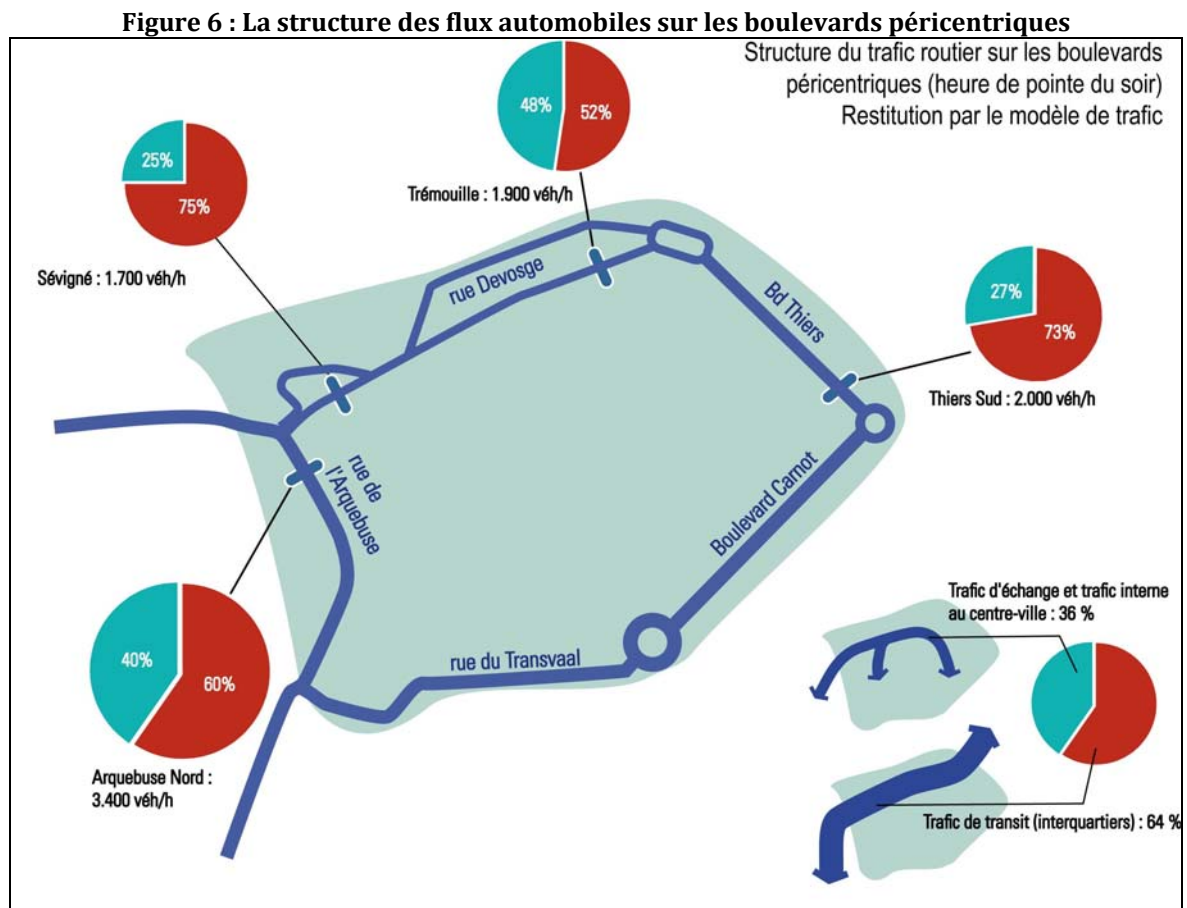 Figure 6 : La structure des flux automobiles sur les boulevards péricentriques
Structure du trafic routier sur les boulevards
péricentriques (heure de pointe du soir)
Restitution par le modèle de trafic
48%
52%
Trémouille : 1.900 véh/h
25%
75%
Sévigné : 1.700 véh/h
rue Devosge
Bd Thiers
27%
73%
Thiers Sud : 2.000 véh/h
rue de
l'Arquebuse
Boulevard Carnot
rue du Transvaal
40%
60%
Arquebuse Nord :
3.400 véh/h
Trafic d'échange et trafic interne
au centre-ville : 36 %
Trafic de transit (interquartiers) : 64 %